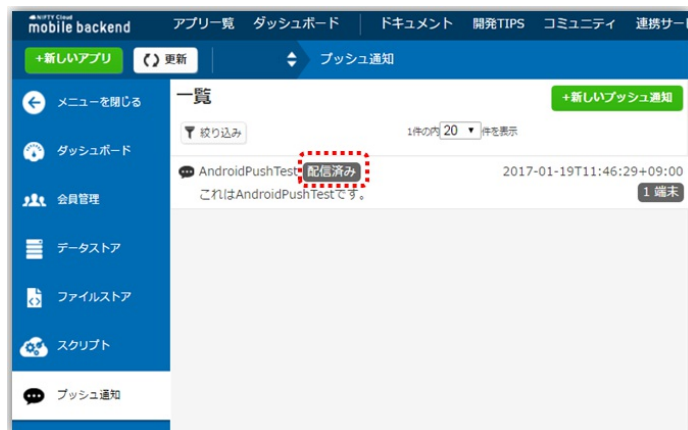 NIFTY Cloud
mobile backend アプリ一覧 ダッシュボード ドキュメント 開発TIPS コミュニティ 連携サー
+新しいアプリ 更新 プッシュ通知
メニューを閉じる
一覧 +新しいプッシュ通知
絞り込み 1件の内 20 件を表示
ダッシュボード
AndroidPushTest 配信済み 2017-01-19T11:46:29+09:00
これはAndroidPushTestです。 1 端末
会員管理
データストア
ファイルストア
スクリプト
プッシュ通知